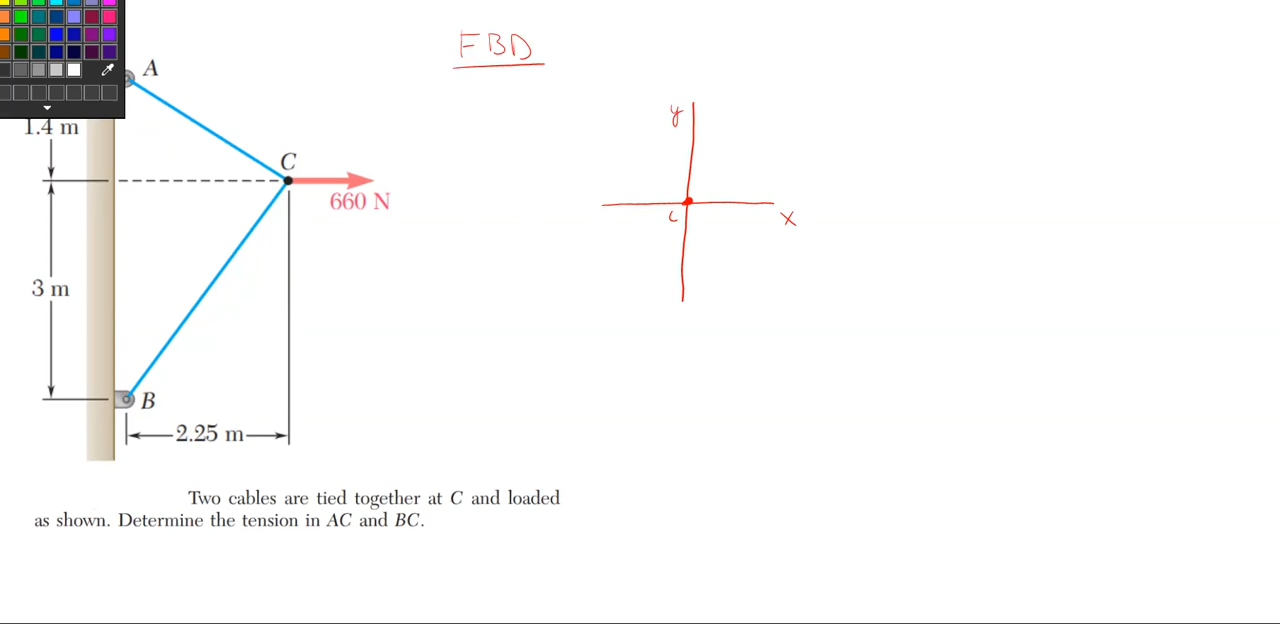 FBD
A
y
1.4 m
C
660 N
C
X
3 m
B
2.25 m
Two cables are tied together at C and loaded
as shown. Determine the tension in AC and BC.